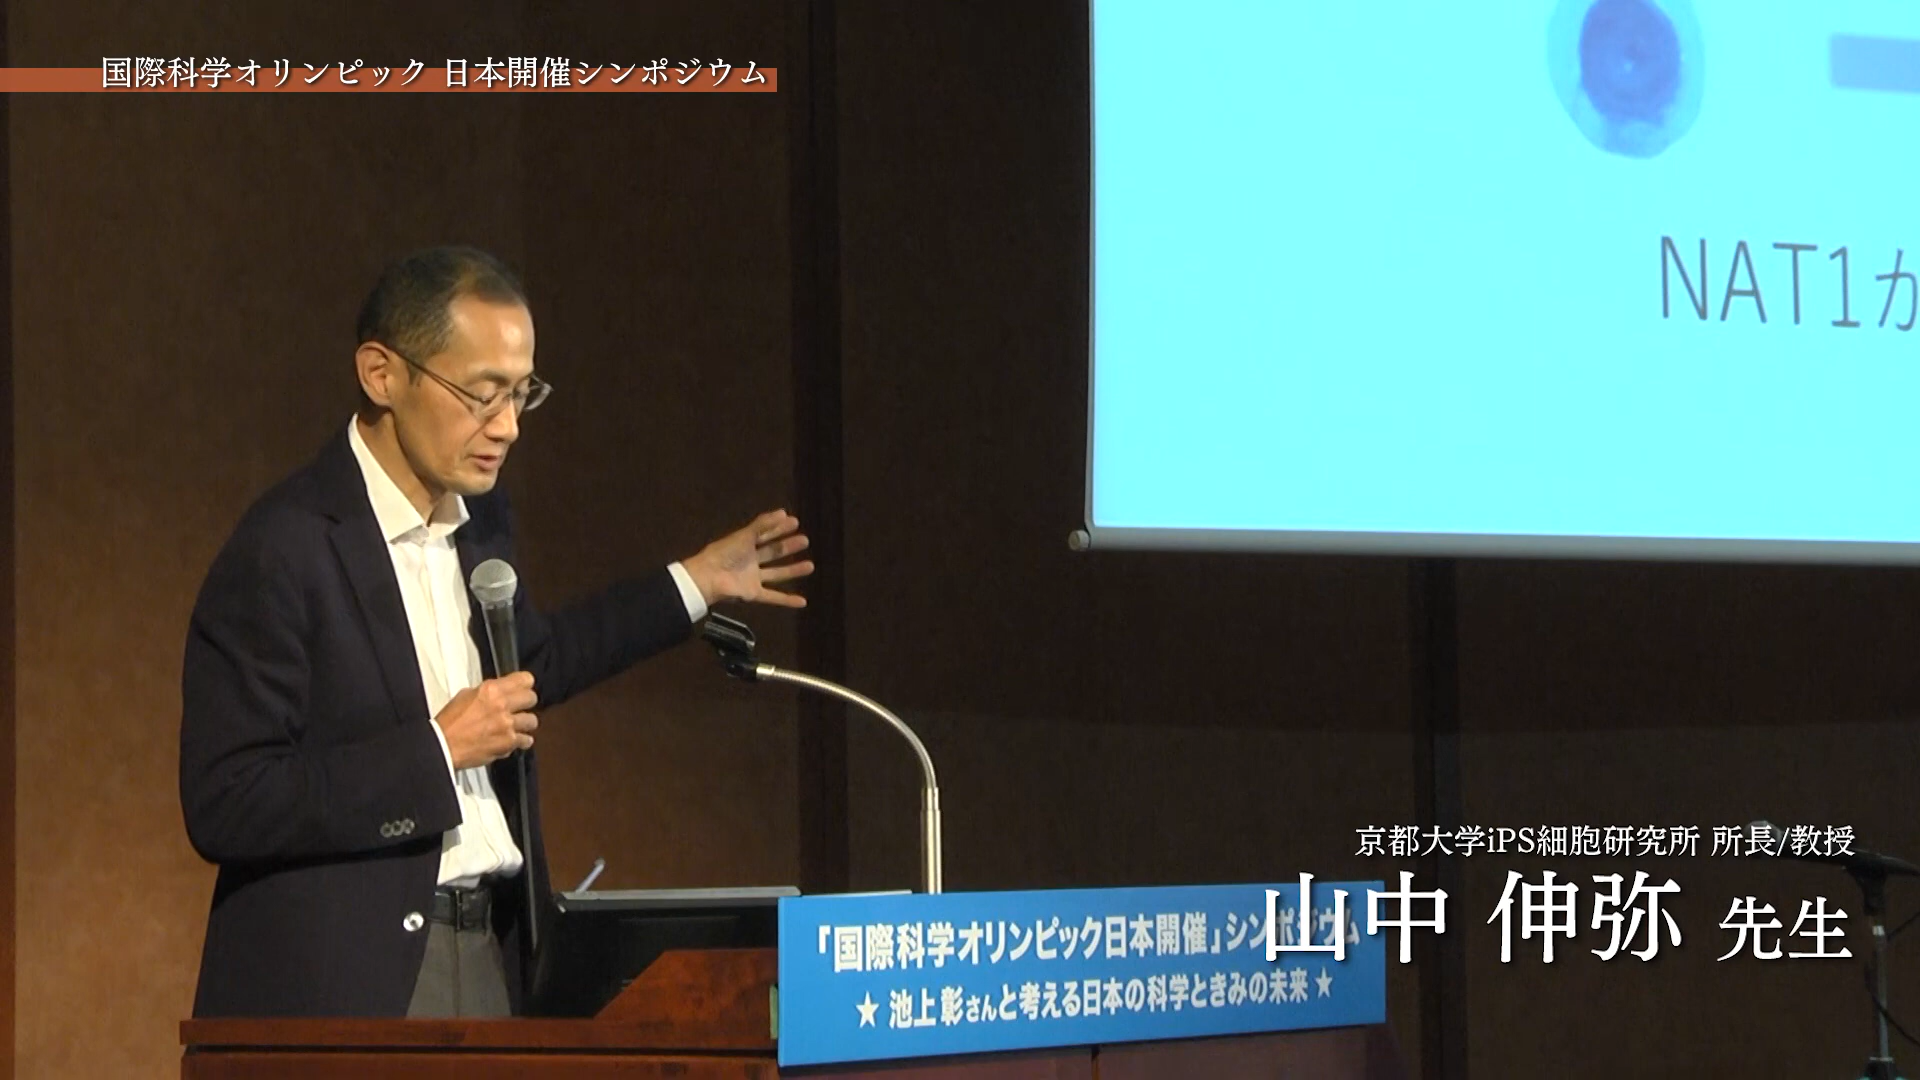 国際科学オリンピック 日本開催シンポジウム
NAT1か
京都大学iPS細胞研究所 所長/教授
山中 伸弥 先生
「国際科学オリンピック日本開催」シンポジウム
★ 池上彰さんと考える日本の科学ときみの未来 ★